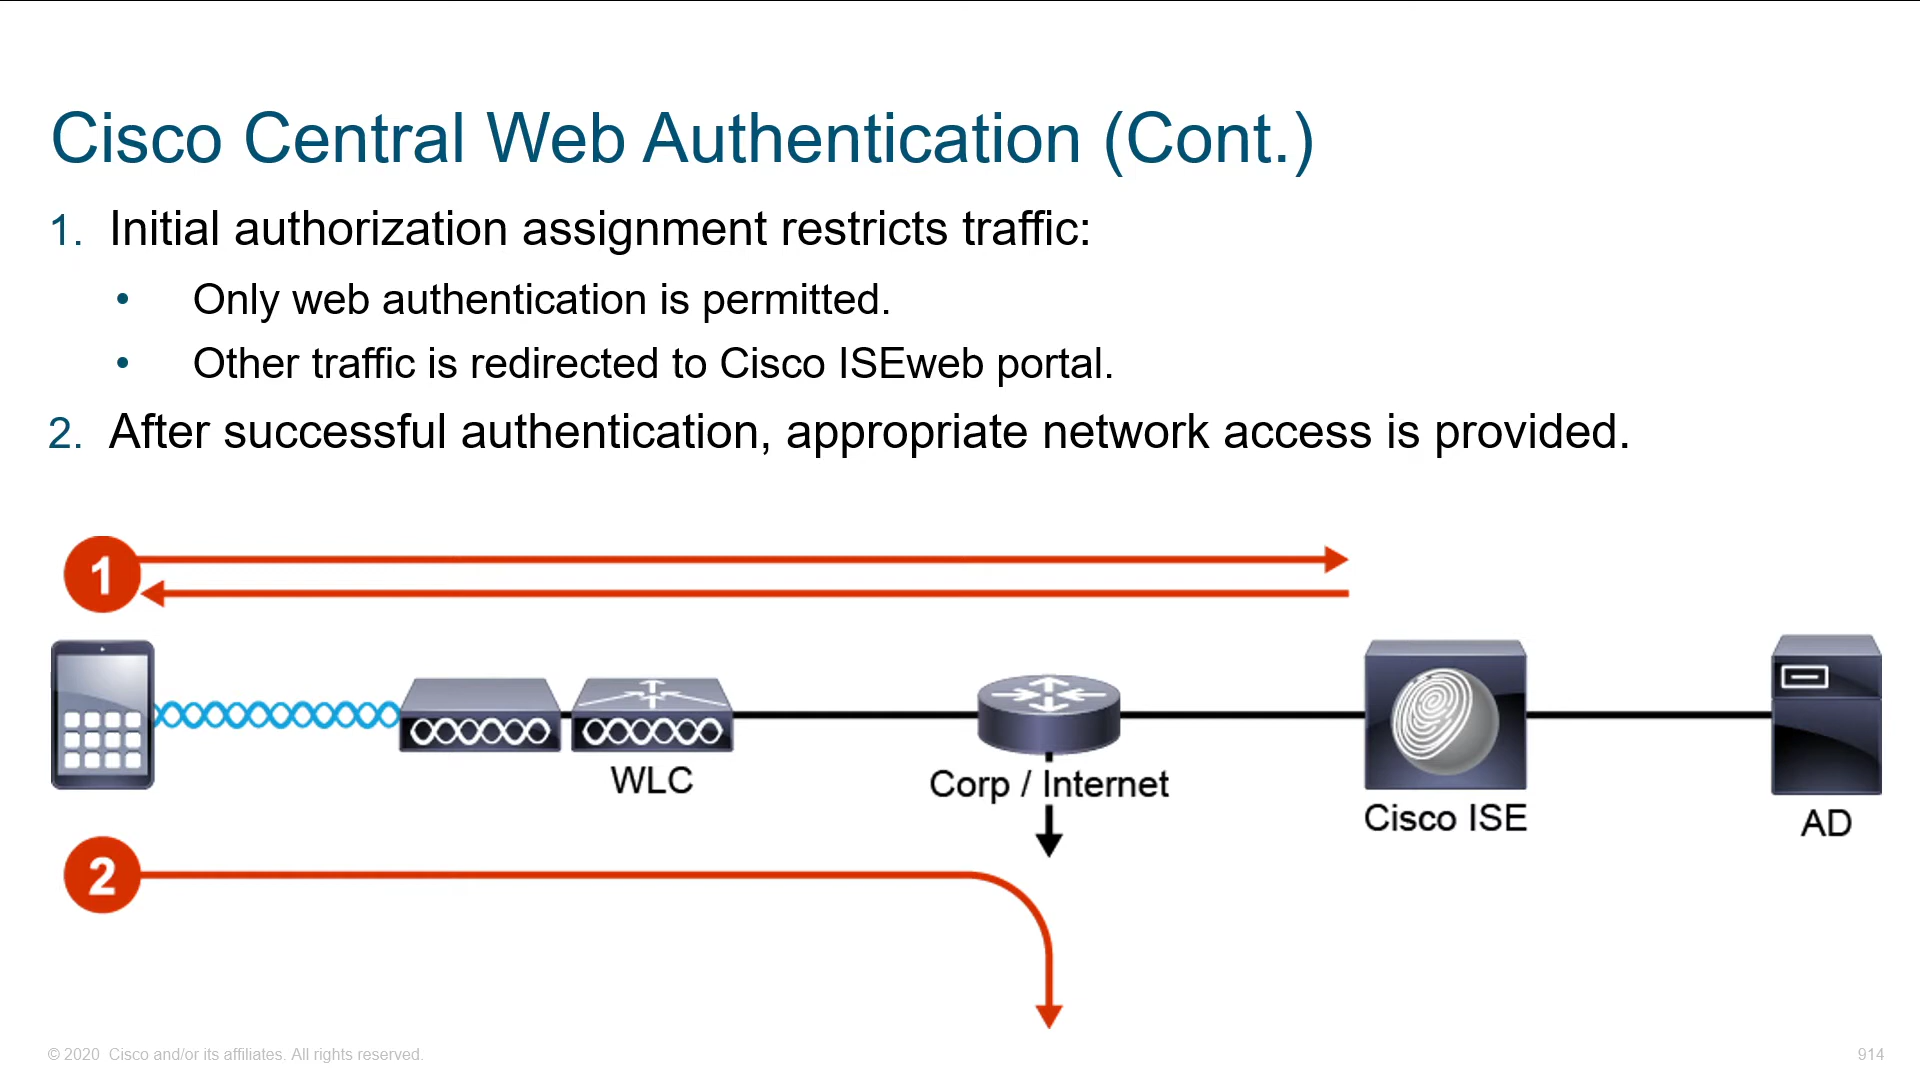 Cisco Central Web Authentication (Cont.)
1. Initial authorization assignment restricts traffic:
• Only web authentication is permitted.
• Other traffic is redirected to Cisco ISEweb portal.
2. After successful authentication, appropriate network access is provided.
1
WLC
Corp / Internet
Cisco ISE
AD
2
© 2020 Cisco and/or its affiliates. All rights reserved.
914